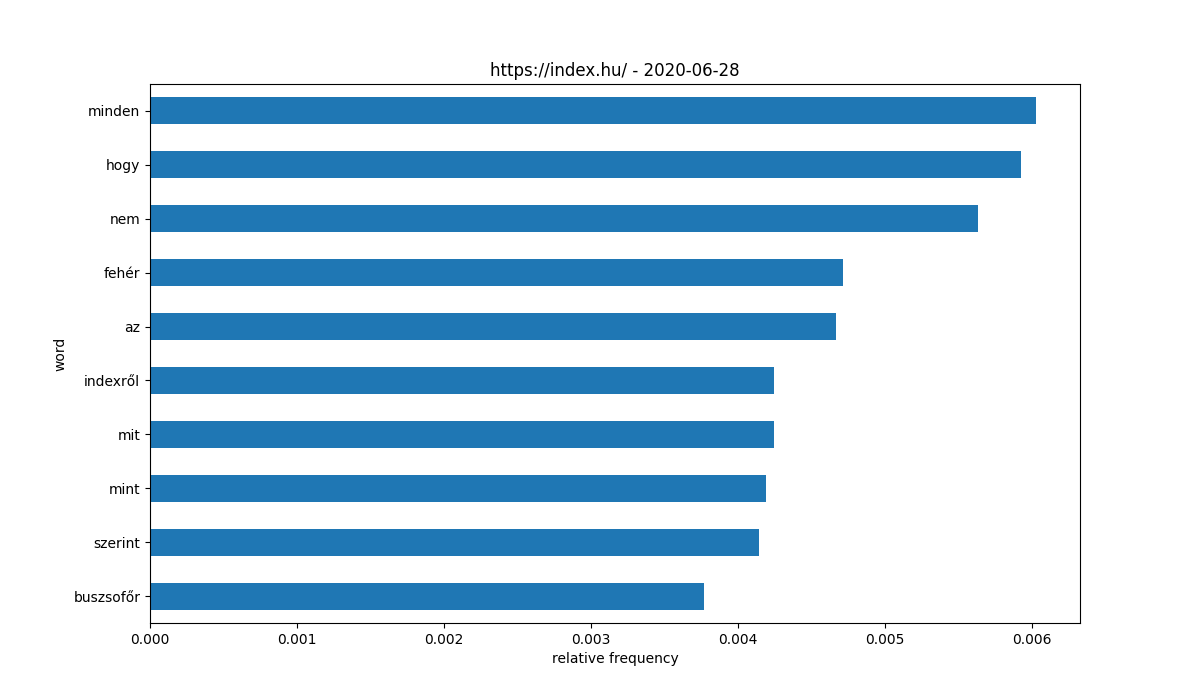 https://index.hu/ - 2020-06-28
minden
hogy
nem
fehér
az
indexről
mit
mint
szerint
buszsofőr
word
0.000 0.001 0.002 0.003 0.004 0.005 0.006
relative frequency